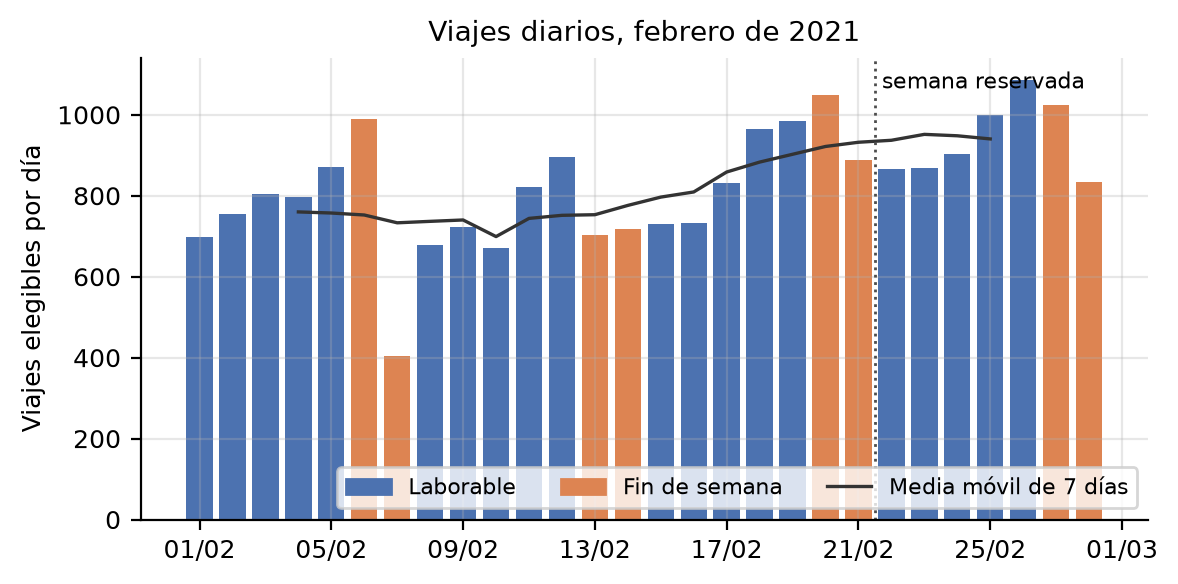 Viajes diarios, febrero de 2021
Viajes elegibles por día
1000
800
600
400
200
0
semana reservada
Laborable
Fin de semana
Media móvil de 7 días
01/02
05/02
09/02
13/02
17/02
21/02
25/02
01/03